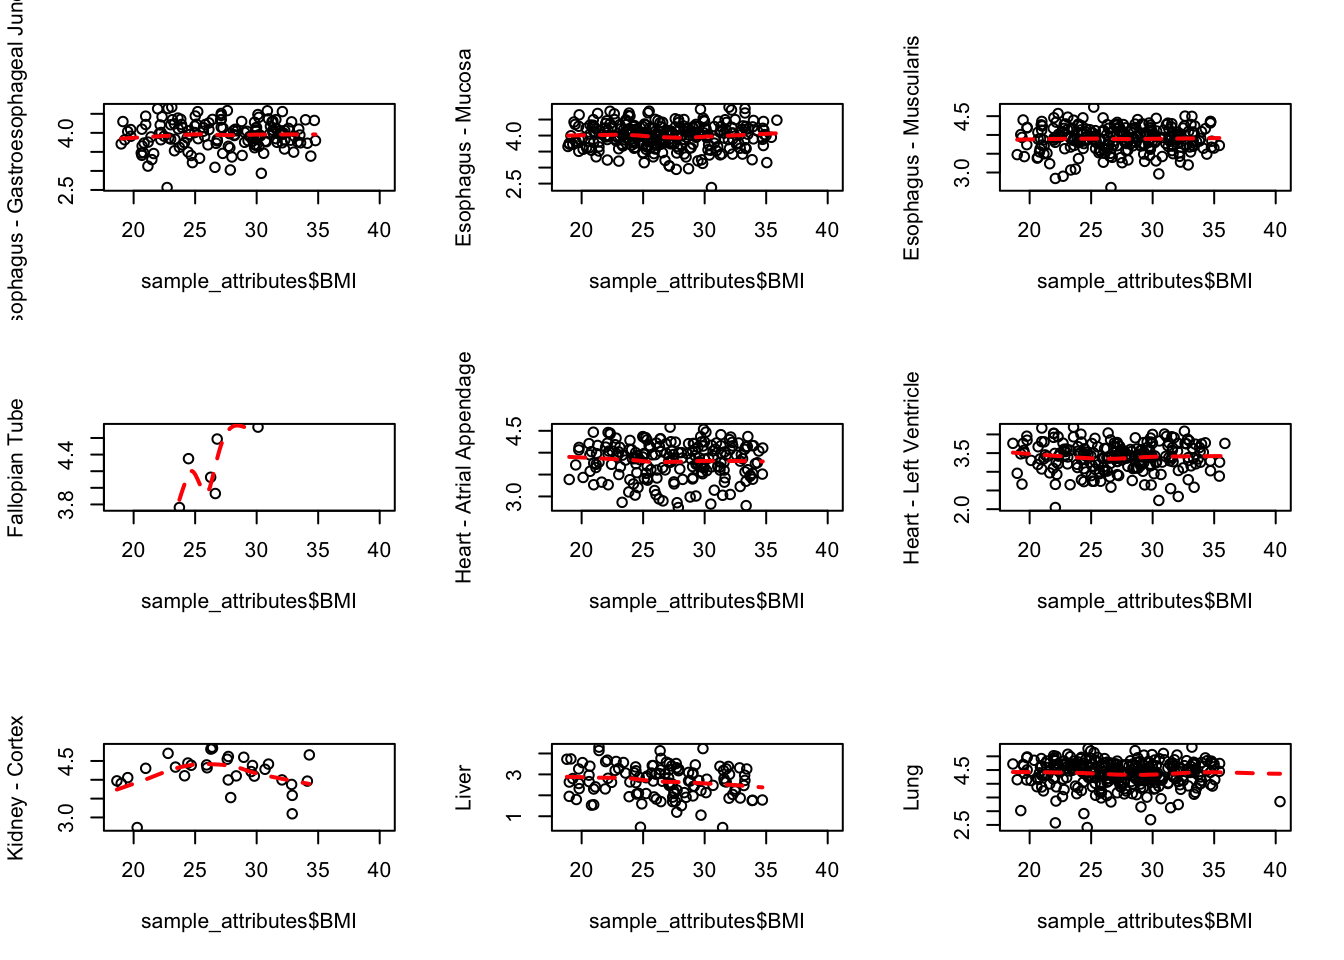 sophagus - Gastroesophageal Junc
2.5 4.0
20 25 30 35 40
sample_attributes$BMI
Esophagus - Mucosa
2.5 4.0
20 25 30 35 40
sample_attributes$BMI
Esophagus - Muscularis
3.0 4.5
20 25 30 35 40
sample_attributes$BMI
Fallopian Tube
3.8 4.4
20 25 30 35 40
sample_attributes$BMI
Heart - Atrial Appendage
3.0 4.5
20 25 30 35 40
sample_attributes$BMI
Heart - Left Ventricle
2.0 3.5
20 25 30 35 40
sample_attributes$BMI
Kidney - Cortex
3.0 4.5
20 25 30 35 40
sample_attributes$BMI
Liver
1 3
20 25 30 35 40
sample_attributes$BMI
Lung
2.5 4.5
20 25 30 35 40
sample_attributes$BMI